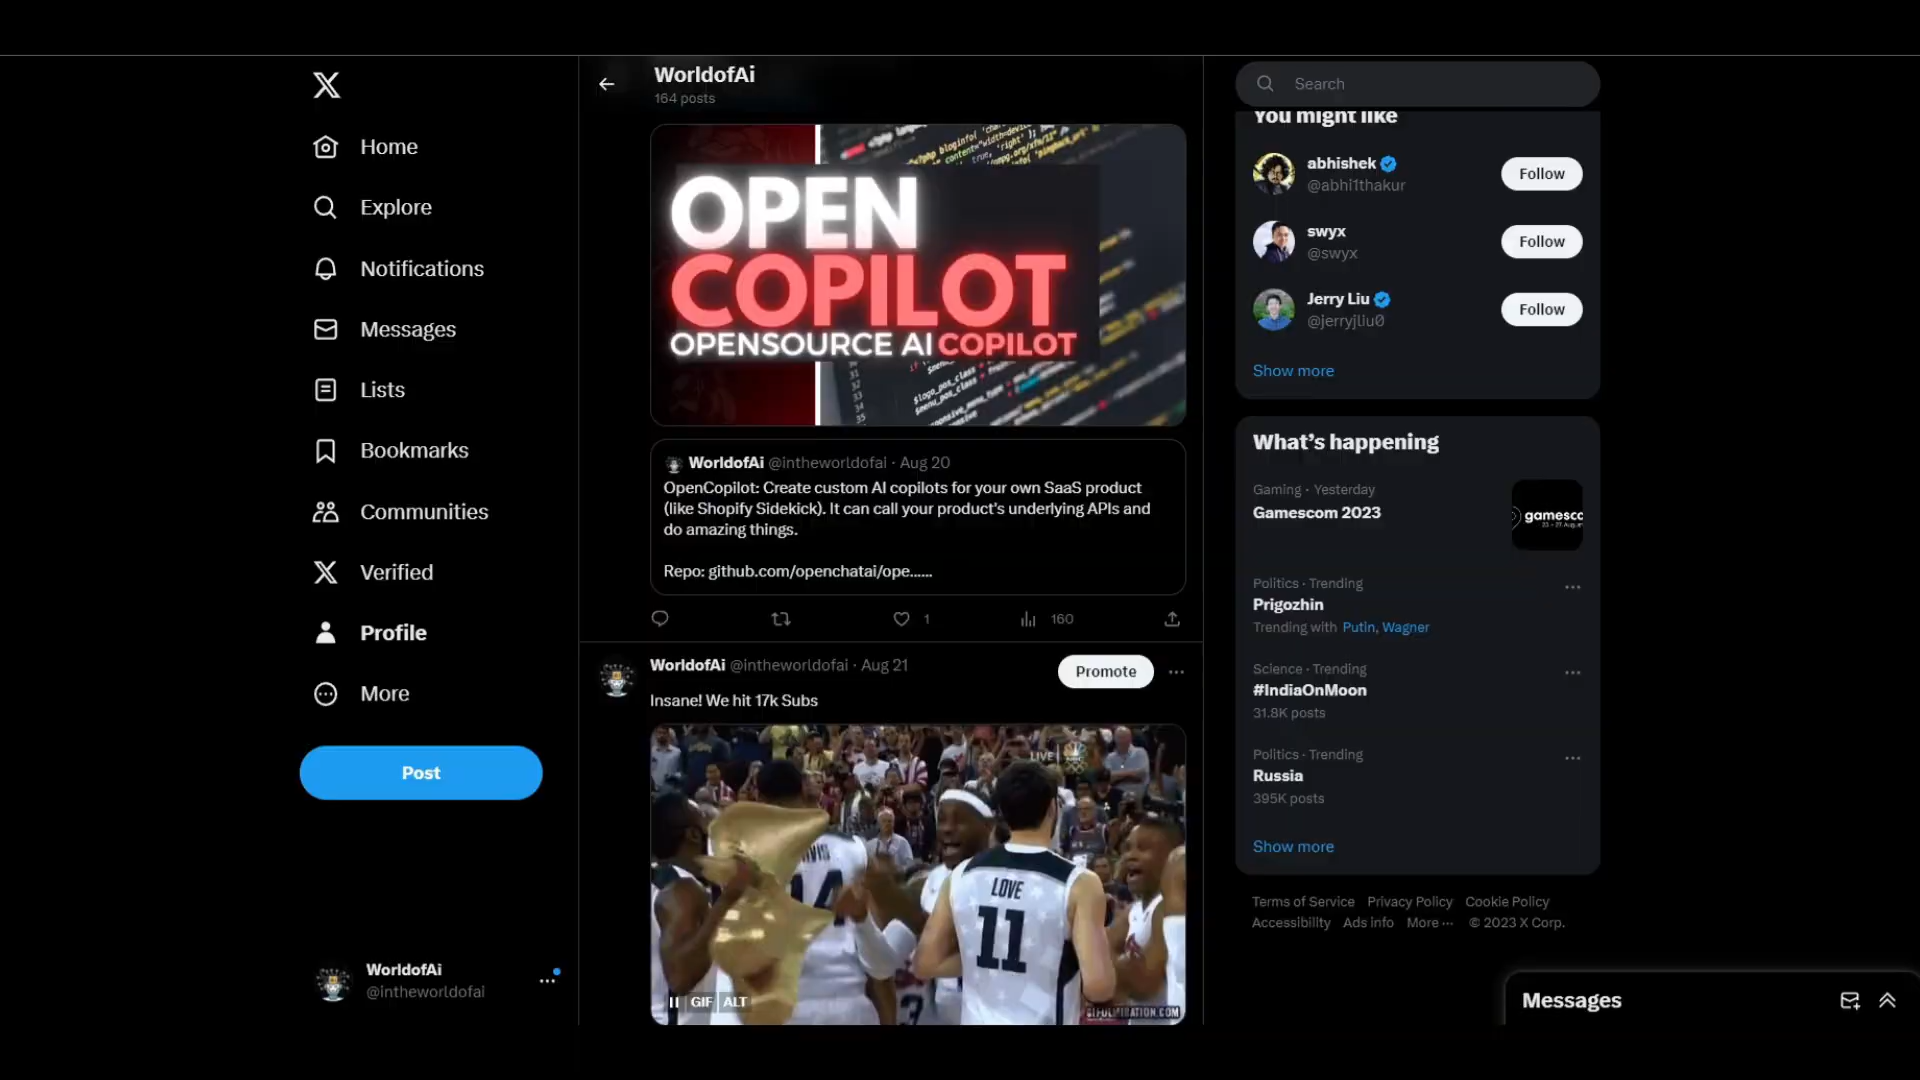 Home
Explore
Notifications
Messages
Lists
Bookmarks
Communities
Verified
Profile
More
Post
WorldofAi
@intheworldofai
WorldofAi
164 posts
OPEN
COPILOT
OPENSOURCE AI COPILOT
WorldofAi @intheworldofai · Aug 20
OpenCopilot: Create custom AI copilots for your own SaaS product
(like Shopify Sidekick). It can call your product's underlying APIs and
do amazing things.
Repo: github.com/openchatai/ope......
1
160
WorldofAi @intheworldofai · Aug 21
Promote
Insane! We hit 17k Subs
LIVE
LOVE
11
GIF ALT
GIFULMINATION.COM
Search
You might like
abhishek
@abhi1thakur
Follow
swyx
@swyx
Follow
Jerry Liu
@jerryjliu0
Follow
Show more
What's happening
Gaming · Yesterday
Gamescom 2023
gamesc
Politics · Trending
Prigozhin
Trending with Putin, Wagner
Science · Trending
#IndiaOnMoon
31.8K posts
Politics · Trending
Russia
395K posts
Show more
Terms of Service Privacy Policy Cookie Policy
Accessibility Ads info More ··· © 2023 X Corp.
Messages